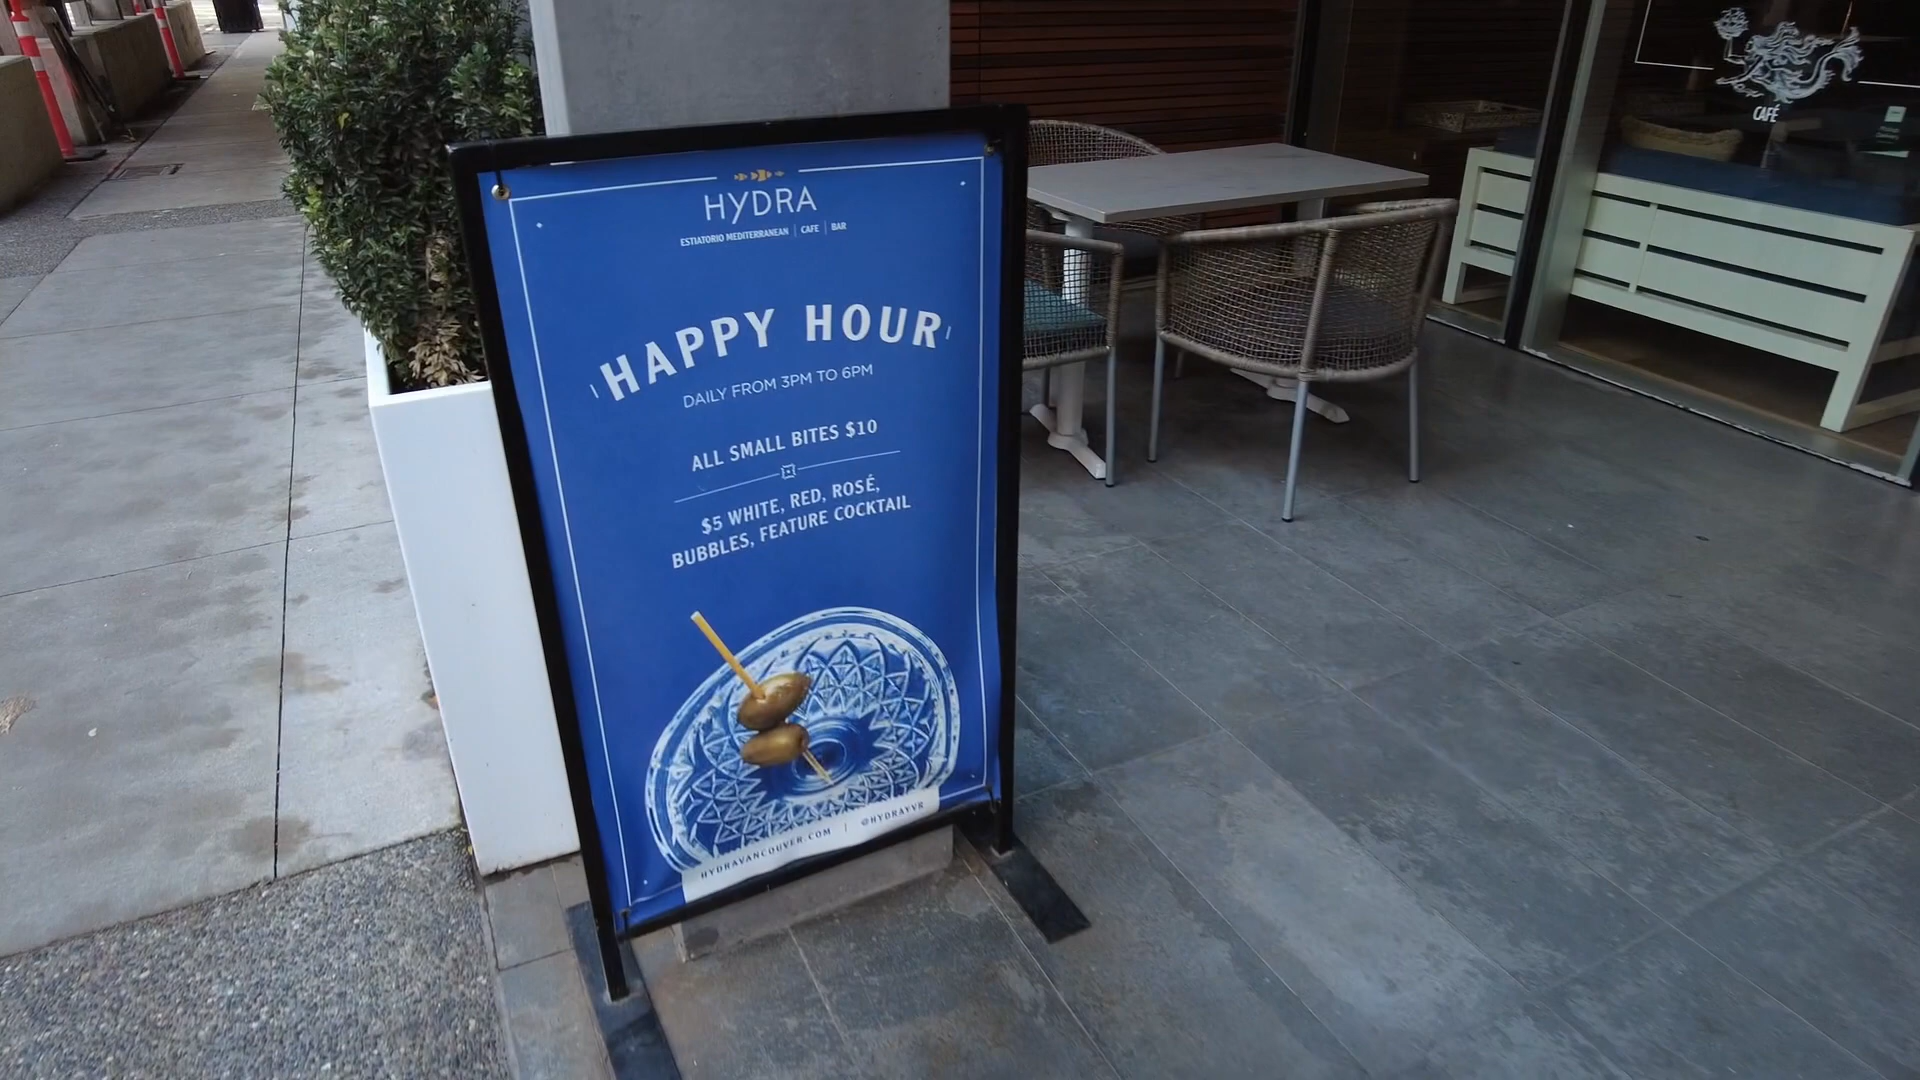 HYDRA
ESTIATORIO MEDITERRANEAN | CAFE | BAR
HAPPY HOUR
DAILY FROM 3PM TO 6PM
ALL SMALL BITES $10
$5 WHITE, RED, ROSÉ,
BUBBLES, FEATURE COCKTAIL
HYDRAVANCOUVER.COM | @HYDRAYVR
CAFÉ